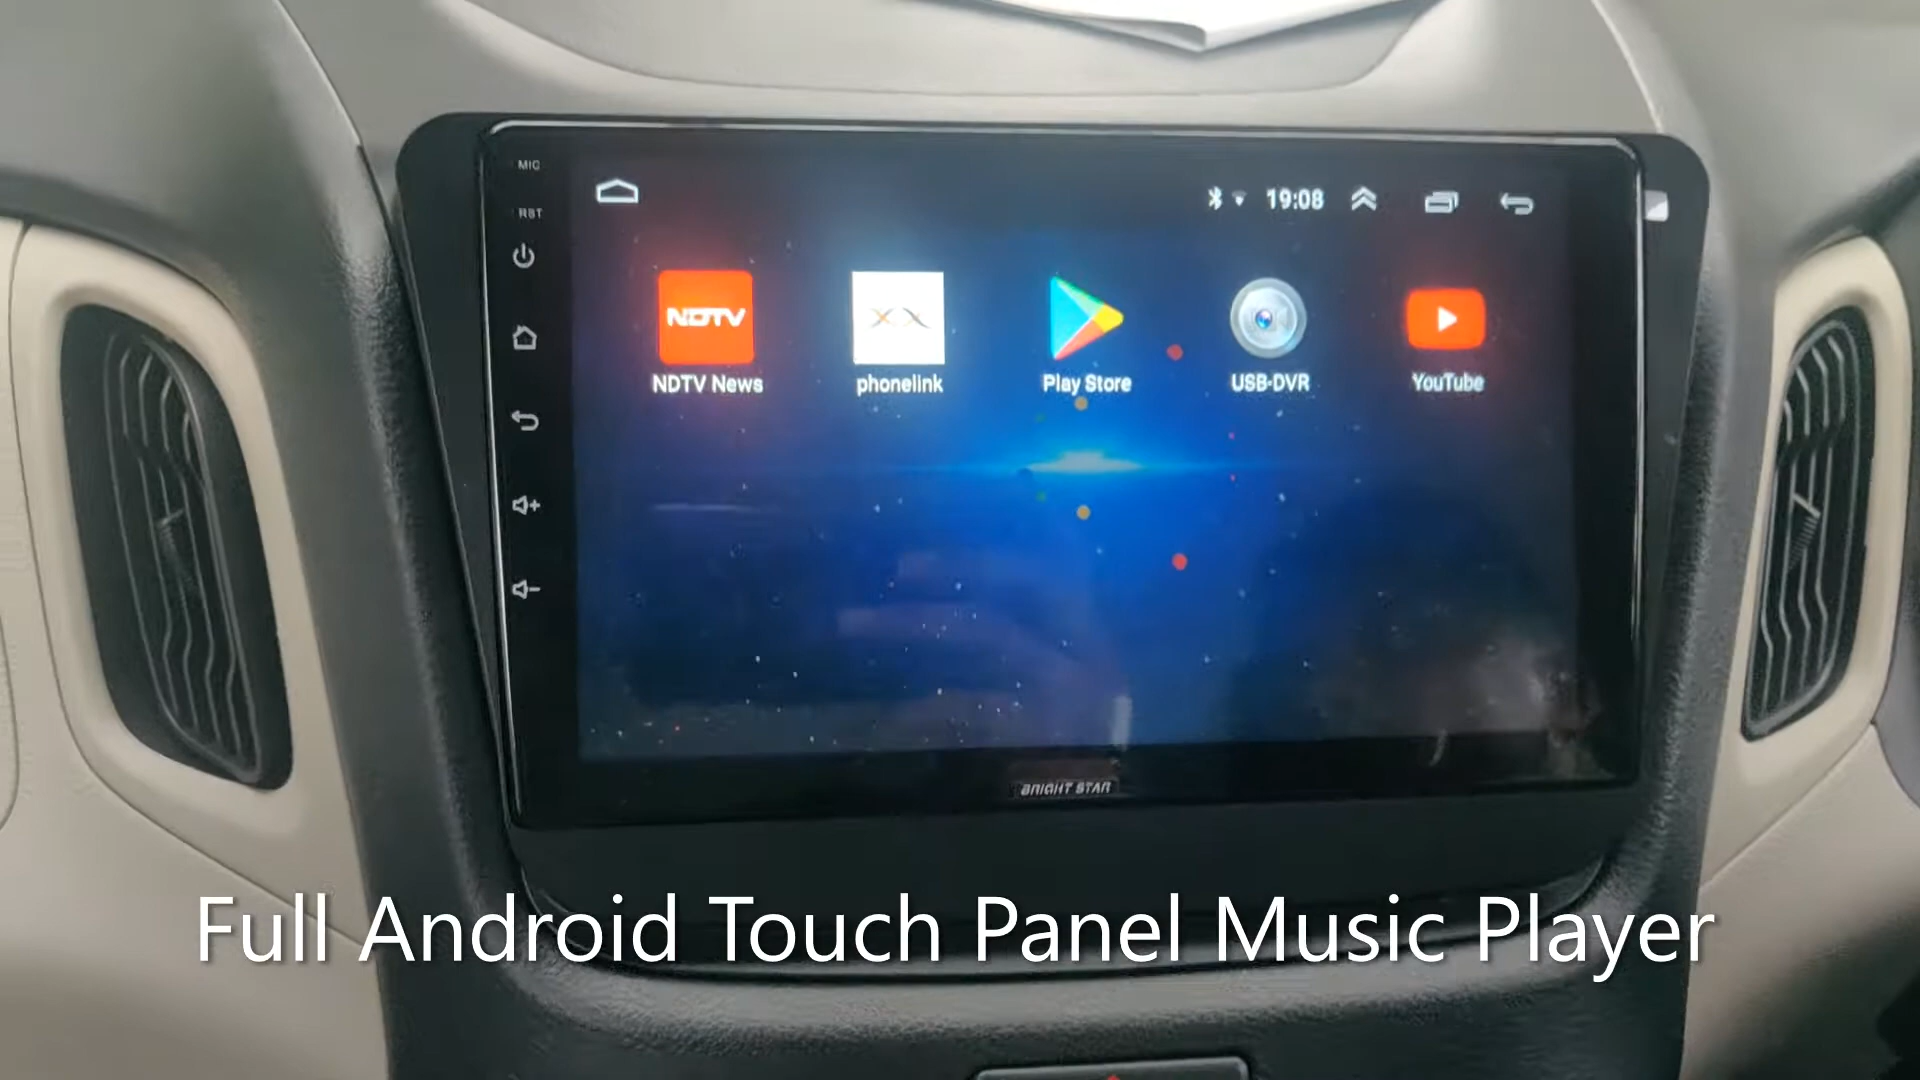 MIC
RST
19:08
NDTV
NDTV News
phonelink
Play Store
USB-DVR
YouTube
BRIGHT STAR
Full Android Touch Panel Music Player